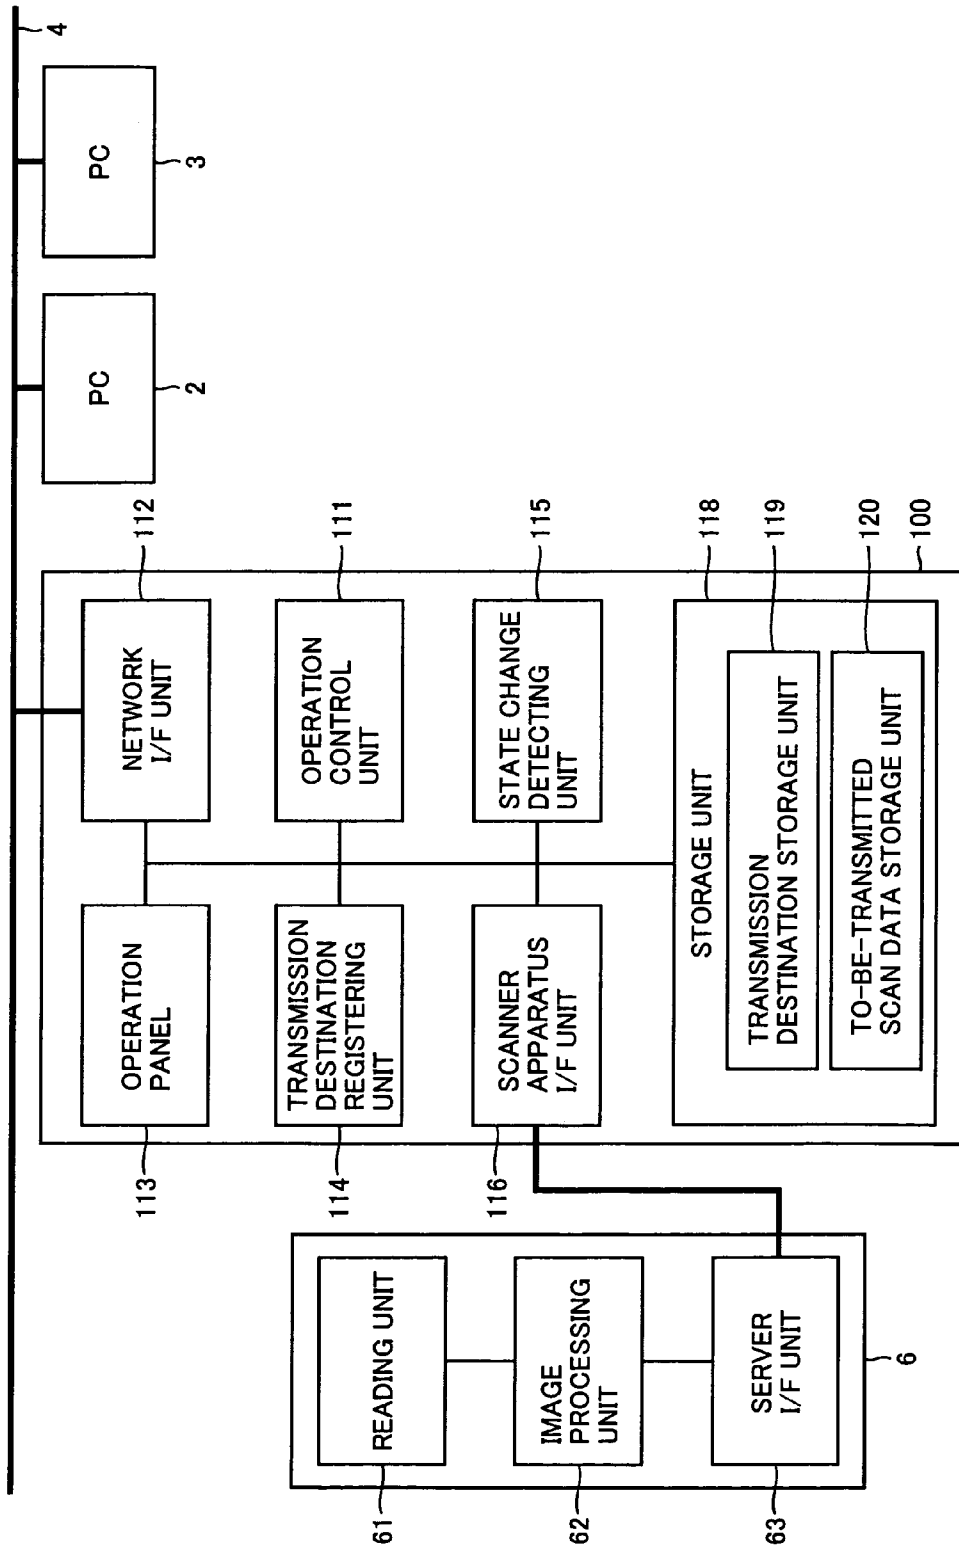 4
PC
3
PC
2
112
NETWORK
I/F UNIT
111
OPERATION
CONTROL
UNIT
115
STATE CHANGE
DETECTING
UNIT
118
119
120
100
OPERATION
PANEL
113
TRANSMISSION
DESTINATION
REGISTERING
UNIT
114
SCANNER
APPARATUS
I/F UNIT
116
STORAGE UNIT
TRANSMISSION
DESTINATION STORAGE UNIT
TO-BE-TRANSMITTED
SCAN DATA STORAGE UNIT
READING UNIT
61
IMAGE
PROCESSING
UNIT
62
SERVER
I/F UNIT
63
6